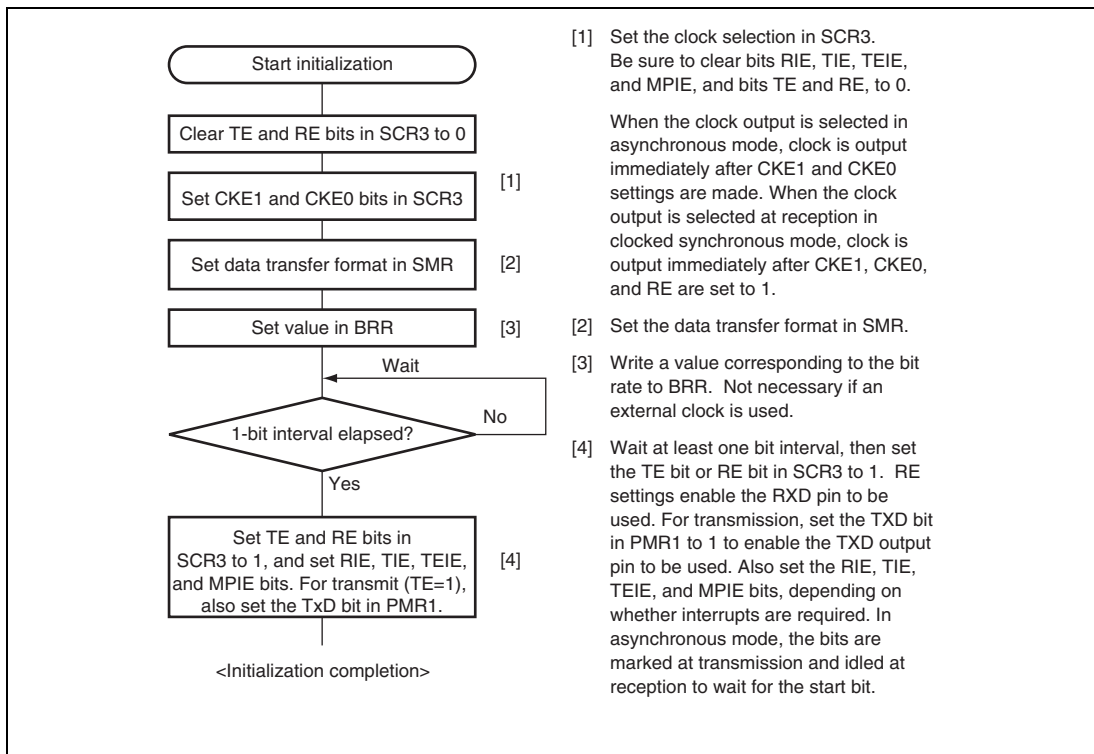 Start initialization
Clear TE and RE bits in SCR3 to 0
[1]
Set CKE1 and CKE0 bits in SCR3
Set data transfer format in SMR
[2]
Set value in BRR
[3]
Wait
No
1-bit interval elapsed?
Yes
Set TE and RE bits in
SCR3 to 1, and set RIE, TIE, TEIE,
and MPIE bits. For transmit (TE=1),
also set the TxD bit in PMR1.
[4]
<Initialization completion>
[1] Set the clock selection in SCR3.
Be sure to clear bits RIE, TIE, TEIE,
and MPIE, and bits TE and RE, to 0.
When the clock output is selected in
asynchronous mode, clock is output
immediately after CKE1 and CKE0
settings are made. When the clock
output is selected at reception in
clocked synchronous mode, clock is
output immediately after CKE1, CKE0,
and RE are set to 1.
[2] Set the data transfer format in SMR.
[3] Write a value corresponding to the bit
rate to BRR. Not necessary if an
external clock is used.
[4] Wait at least one bit interval, then set
the TE bit or RE bit in SCR3 to 1. RE
settings enable the RXD pin to be
used. For transmission, set the TXD bit
in PMR1 to 1 to enable the TXD output
pin to be used. Also set the RIE, TIE,
TEIE, and MPIE bits, depending on
whether interrupts are required. In
asynchronous mode, the bits are
marked at transmission and idled at
reception to wait for the start bit.